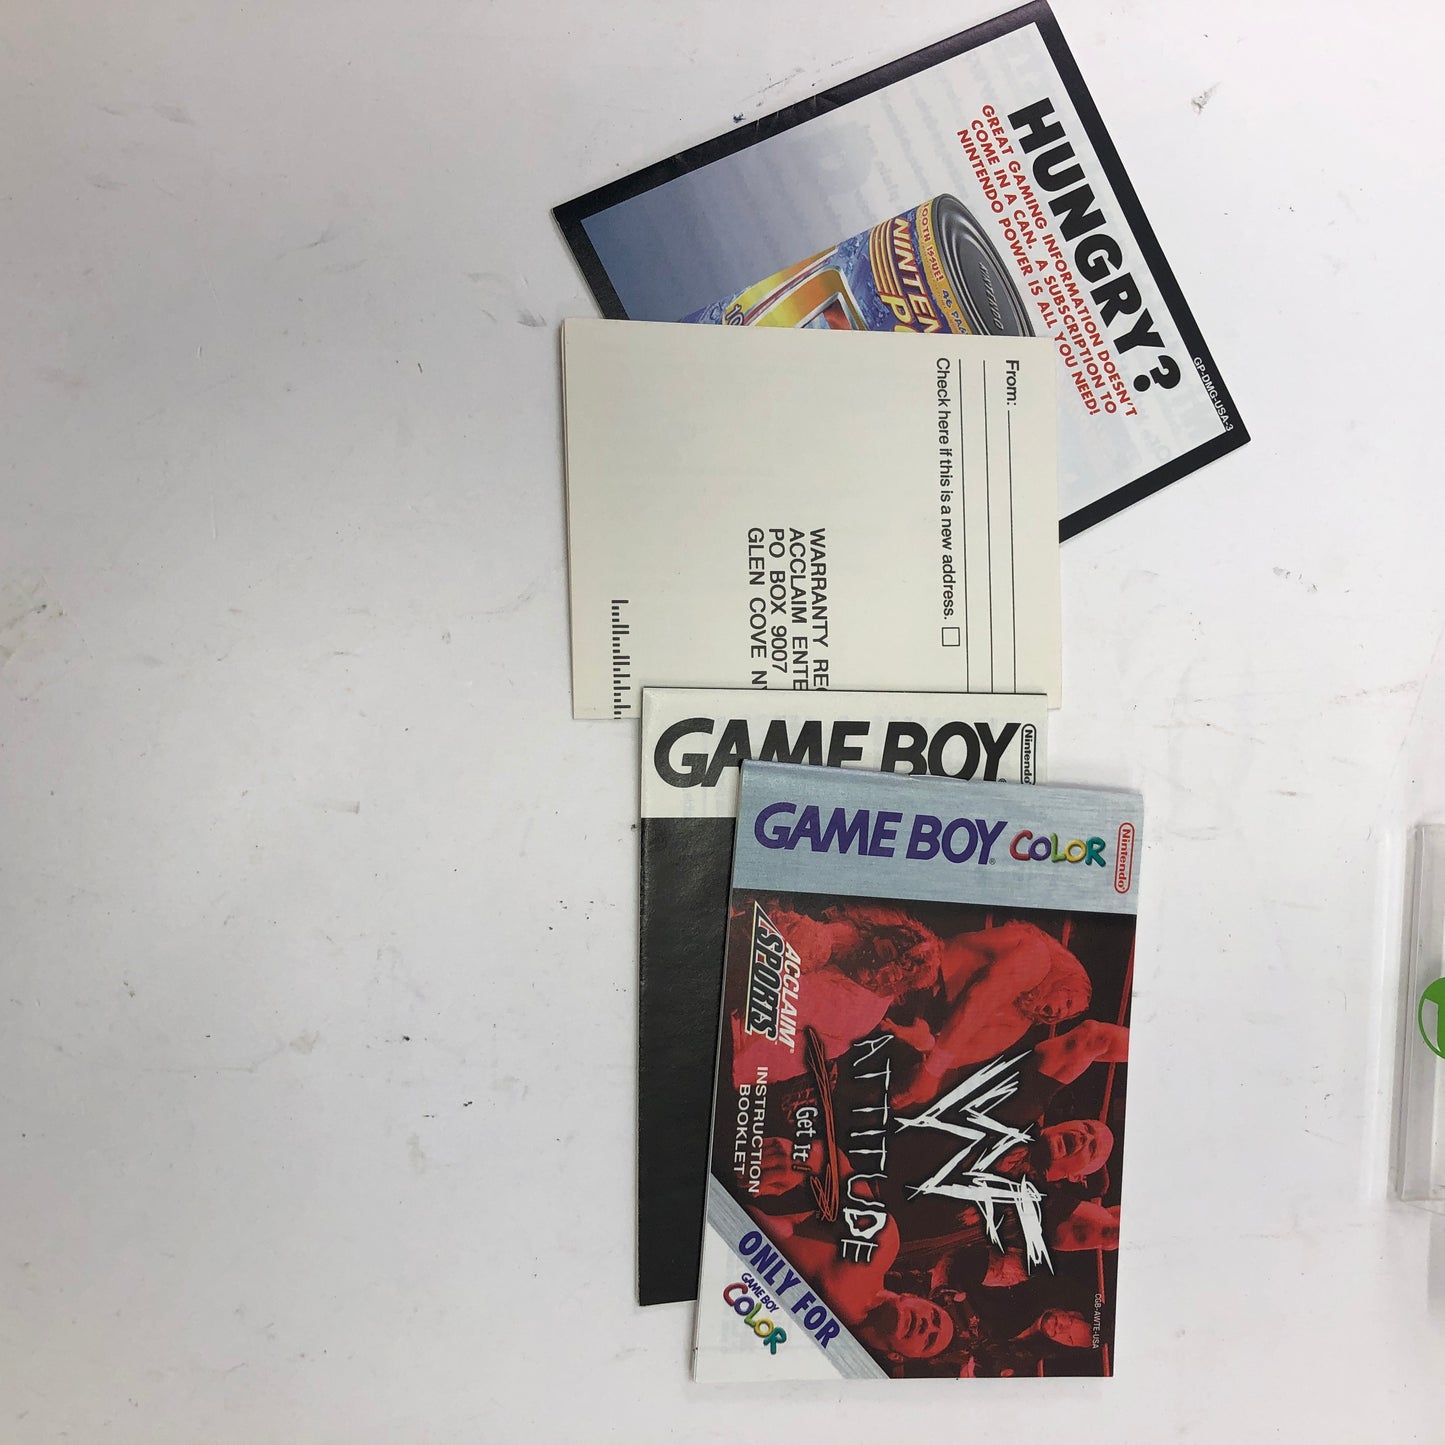 HUNGRY?
GREAT GAMING INFORMATION DOESN'T
COME IN A CAN. A SUBSCRIPTION TO
NINTENDO POWER IS ALL YOU NEED!
GP-DMG-USA-3
From:
Check here if this is a new address.
WARRANTY
ACCLAIM
PO BOX 9007
GLEN COVE
GAME BOY
Nintendo
GAME BOY COLOR
Nintendo
WF
ATTITUDE
Get It!
ACCLAIM
SPORTS
INSTRUCTION
BOOKLET
ONLY FOR
GAME BOY
COLOR
CGB-AWTE-USA